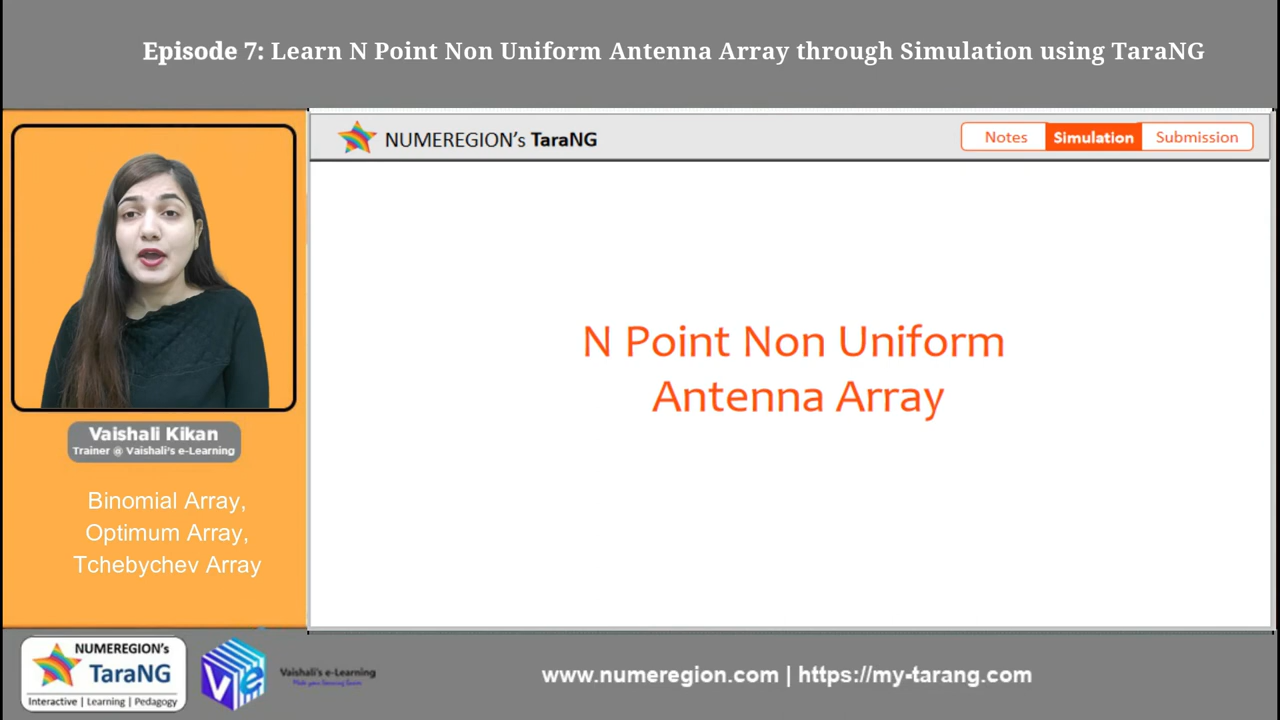 Episode 7: Learn N Point Non Uniform Antenna Array through Simulation using TaraNG
NUMEREGION's TaraNG
Notes
Simulation
Submission
N Point Non Uniform
Antenna Array
Vaishali Kikan
Trainer @ Vaishali's e-Learning
Binomial Array,
Optimum Array,
Tchebychev Array
NUMEREGION's
TaraNG
Interactive | Learning | Pedagogy
Vaishali's e-Learning
www.numeregion.com | https://my-tarang.com